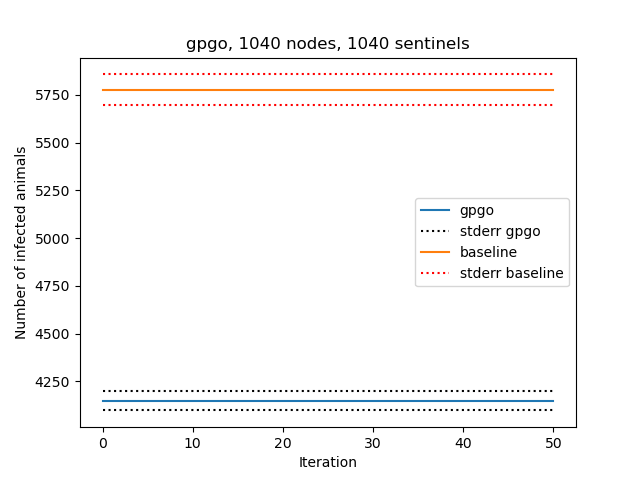 gpgo, 1040 nodes, 1040 sentinels
5750
5500
5250
5000
4750
4500
4250
Number of infected animals
gpgo
stderr gpgo
baseline
stderr baseline
0 10 20 30 40 50
Iteration